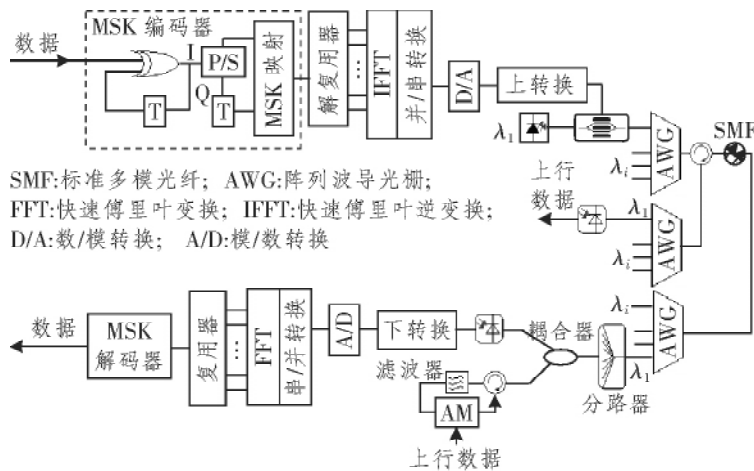 MSK 编码器
数据
I
P/S
Q
T
T
MSK 映射
解复用器
IFFT
并/串转换
D/A
上转换
λ1
λi
AWG
SMF
SMF:标准多模光纤; AWG:阵列波导光栅;
FFT:快速傅里叶变换; IFFT:快速傅里叶逆变换;
D/A:数/模转换; A/D:模/数转换
上行
数据
λ1
λi
AWG
数据
MSK
解码器
复用器
FFT
串/并转换
A/D
下转换
耦合器
λi
λ1
AWG
分路器
滤波器
AM
上行数据